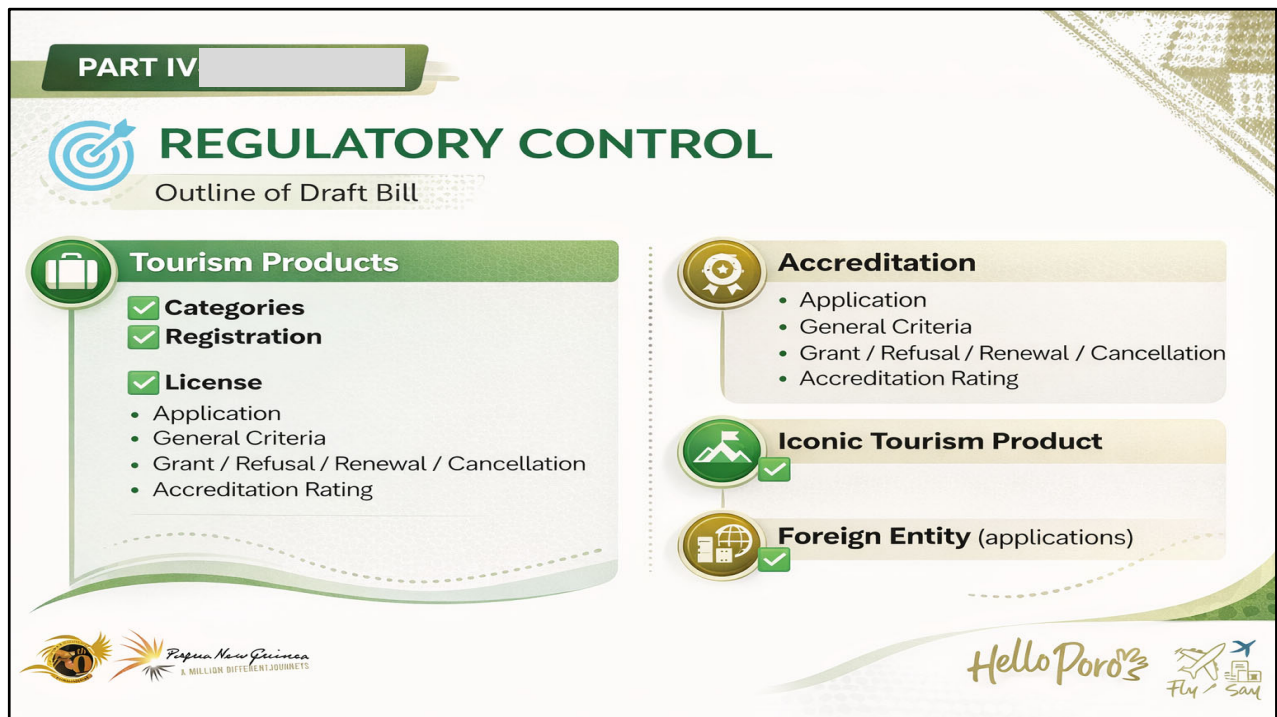 PART IV
REGULATORY CONTROL
Outline of Draft Bill
Tourism Products
Categories
Registration
License
• Application
• General Criteria
• Grant / Refusal / Renewal / Cancellation
• Accreditation Rating
Accreditation
• Application
• General Criteria
• Grant / Refusal / Renewal / Cancellation
• Accreditation Rating
Iconic Tourism Product
Foreign Entity (applications)
50
Papua New Guinea
A MILLION DIFFERENT JOURNEYS
Hello Poro
Fly Say